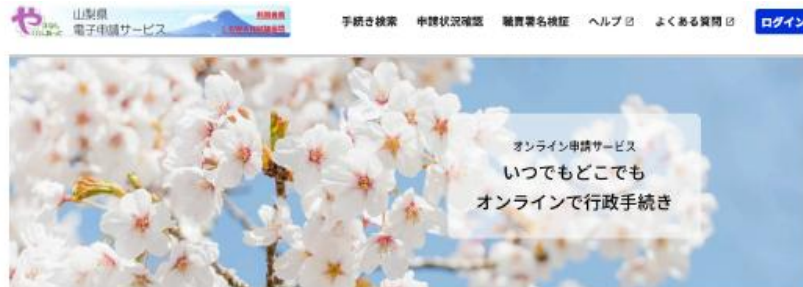 山梨県
電子申請サービス
手続き検索
申請状況確認
職責署名検証
ヘルプ
よくある質問
ログイン
オンライン申請サービス
いつでもどこでも
オンラインで行政手続き